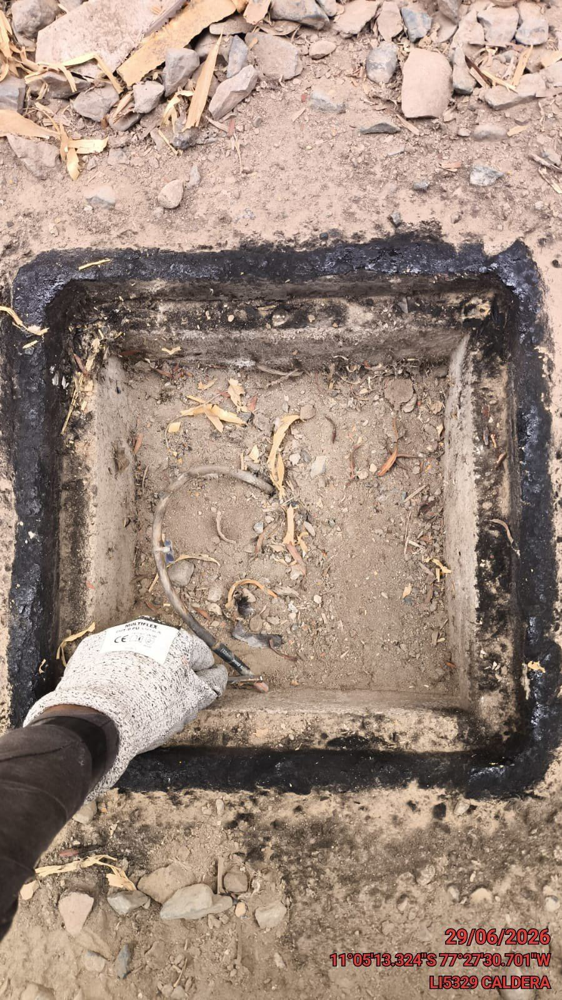 MULTIFLEX
CE
29/06/2026
11°05'13.324"S 77°27'30.701"W
LI5329 CALDERA